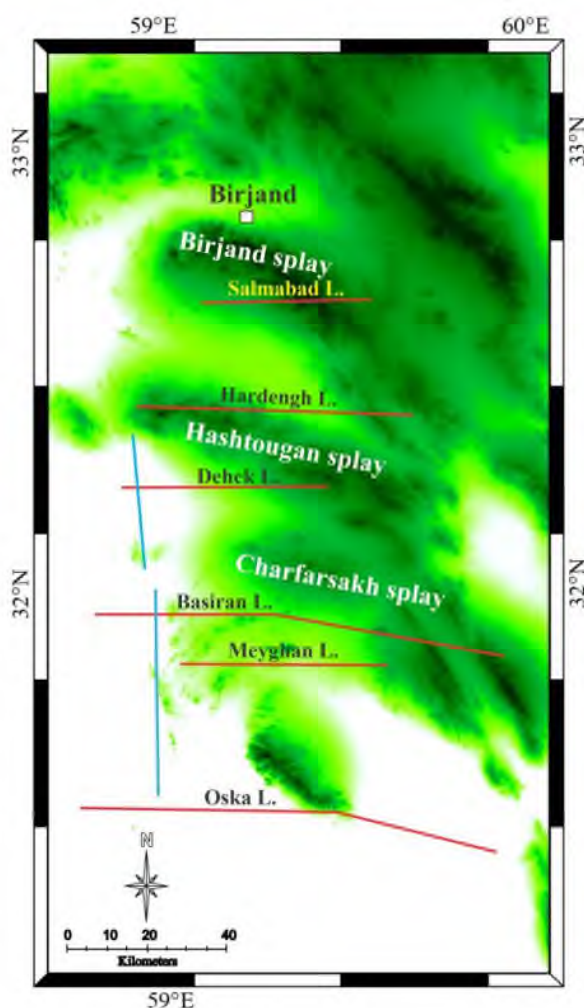 59°E 60°E
33°N 33°N
Birjand
Birjand splay
Salmabad L.
Hardengh L.
Hashtougan splay
Dehek L.
Charfarsakh splay
32°N 32°N
Basiran L.
Meyghan L.
Oska L.
N
0 10 20 40
Kilometers
59°E